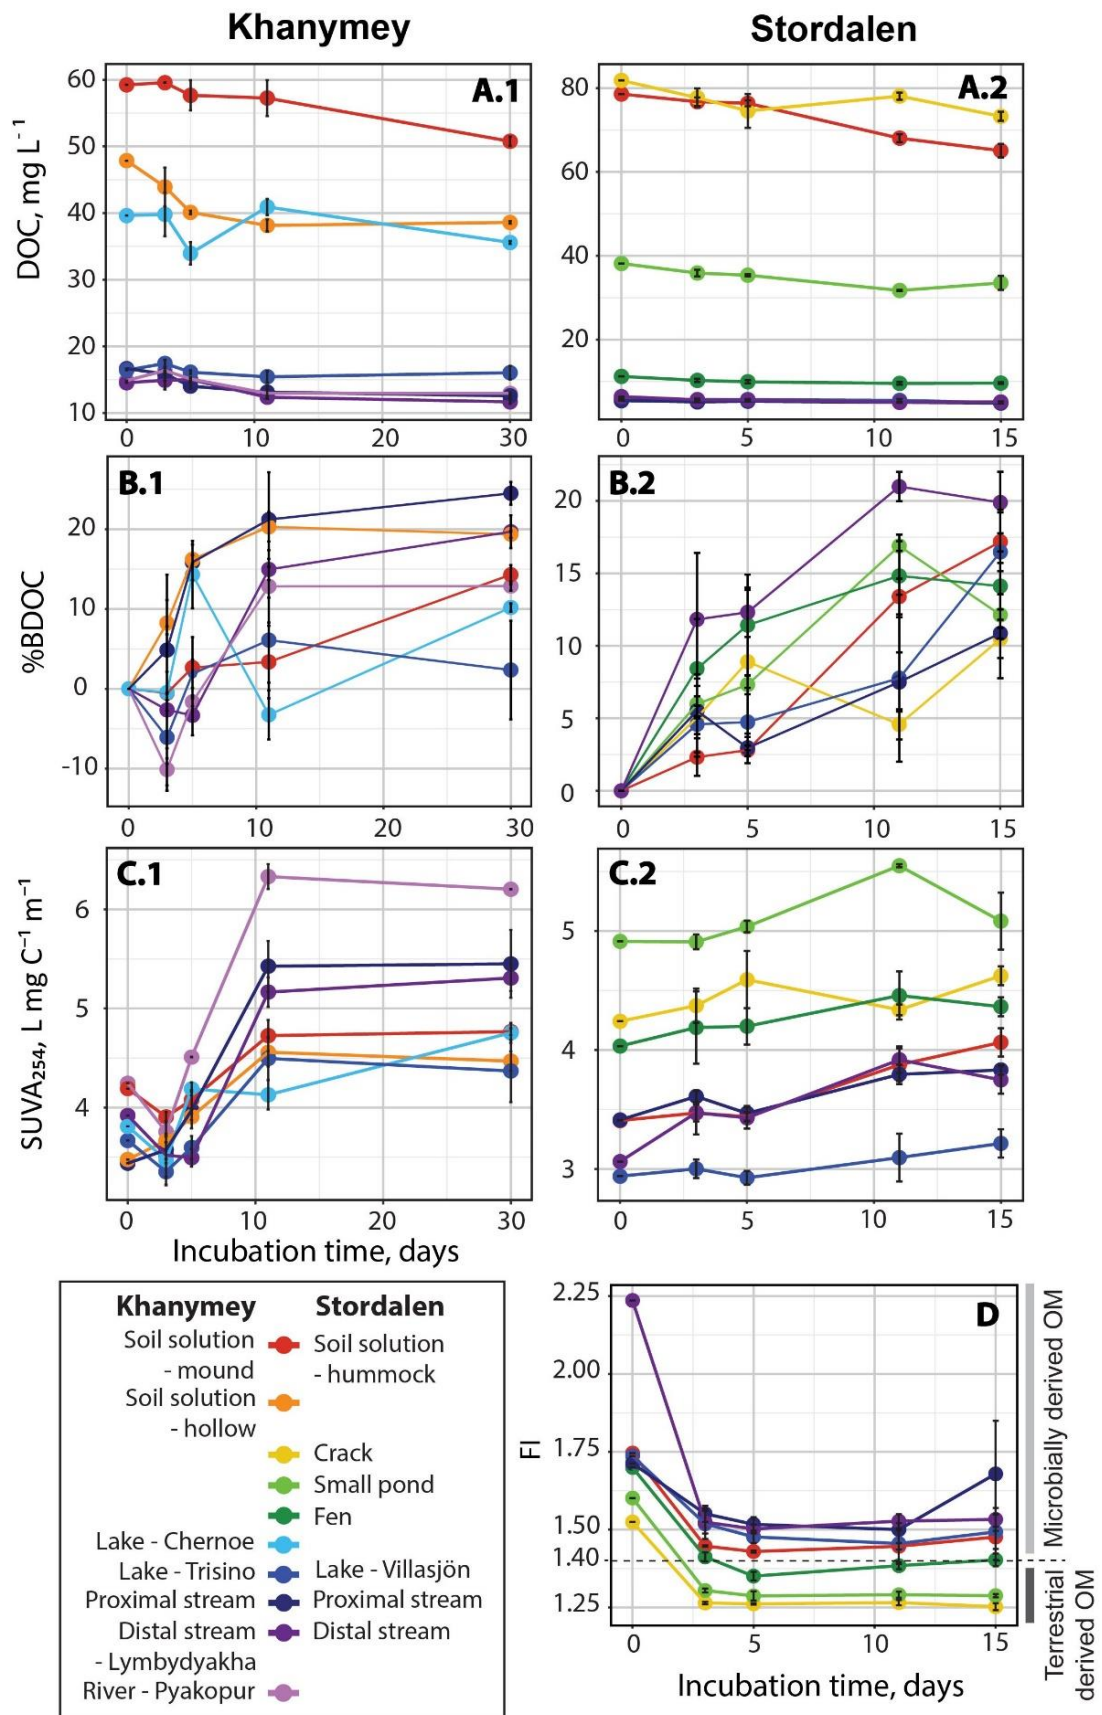 Khanymey Stordalen
A.1 A.2
DOC, mg L⁻¹
60
50
40
30
20
10
80
60
40
20
0 10 20 30
0 5 10 15
B.1 B.2
%BDOC
20
10
0
-10
20
15
10
5
0
0 10 20 30
0 5 10 15
C.1 C.2
SUVA₂₅₄, L mg C⁻¹ m⁻¹
6
5
4
5
4
3
0 10 20 30
0 5 10 15
Incubation time, days
Khanymey Stordalen
Soil solution Soil solution
- mound - hummock
Soil solution
- hollow
Crack
Small pond
Fen
Lake - Chernoe
Lake - Trisino Lake - Villasjön
Proximal stream Proximal stream
Distal stream Distal stream
- Lymbydyakha
River - Pyakopur
D
FI
2.25
2.00
1.75
1.50
1.40
1.25
0 5 10 15
Incubation time, days
Microbially derived OM
Terrestrial
derived OM